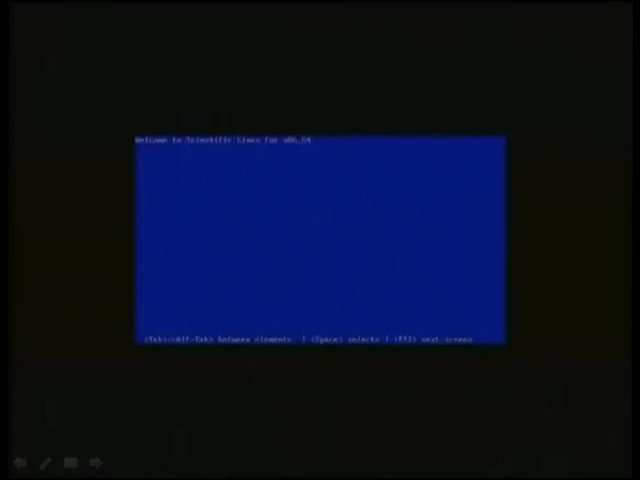 Welcome to Scientific Linux for x86_64
<Tab>/<Alt-Tab> between elements | <Space> selects | <F12> next screen